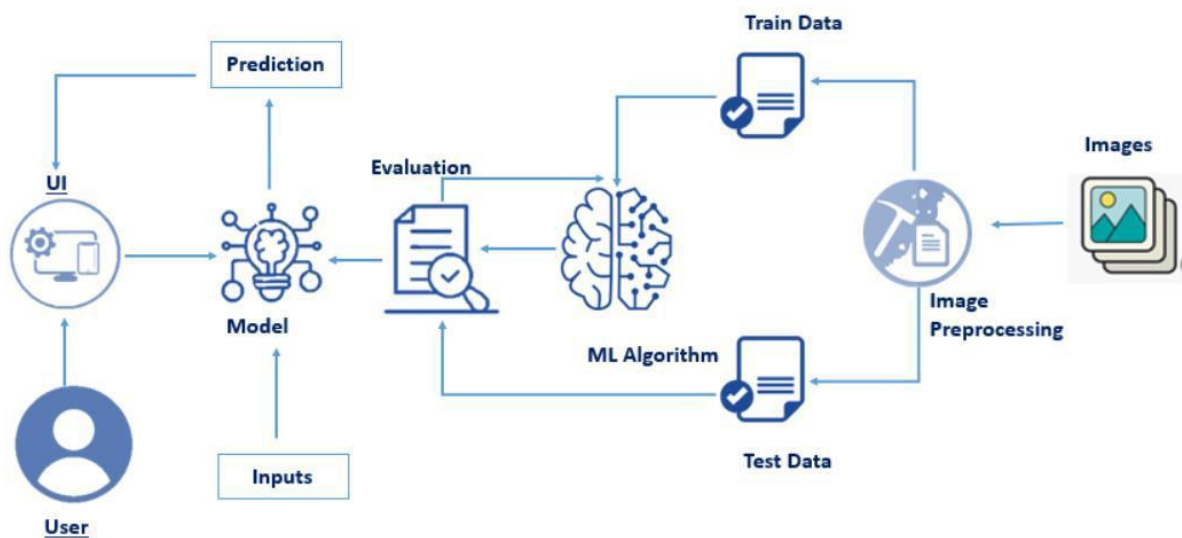 Train Data
Prediction
Images
Evaluation
UI
Image
Preprocessing
Model
ML Algorithm
Inputs
Test Data
User